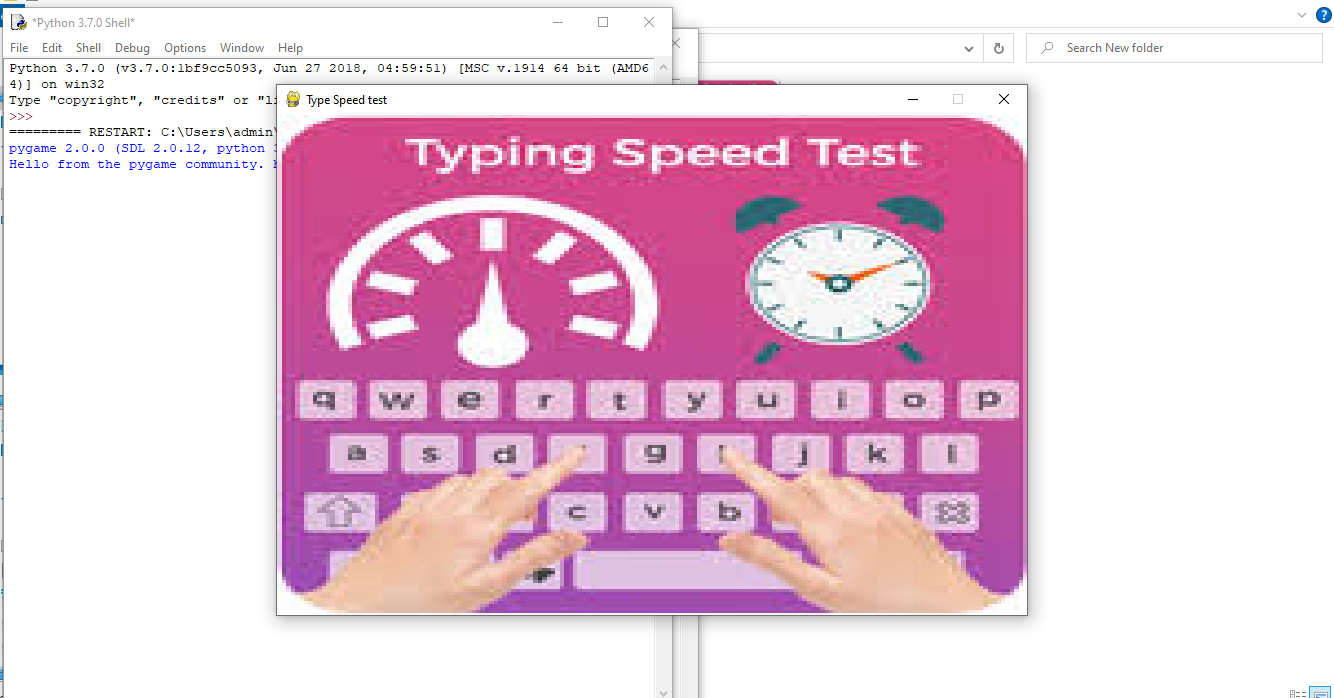 *Python 3.7.0 Shell*
File Edit Shell Debug Options Window Help
Python 3.7.0 (v3.7.0:1bf9cc5093, Jun 27 2018, 04:59:51) [MSC v.1914 64 bit (AMD6
4)] on win32
Type "copyright", "credits" or "li
>>>
========= RESTART: C:\Users\admin\
pygame 2.0.0 (SDL 2.0.12, python 3
Hello from the pygame community.
Search New folder
Type Speed test
Typing Speed Test
q w e r t y u i o p
a s d g j k l
c v b